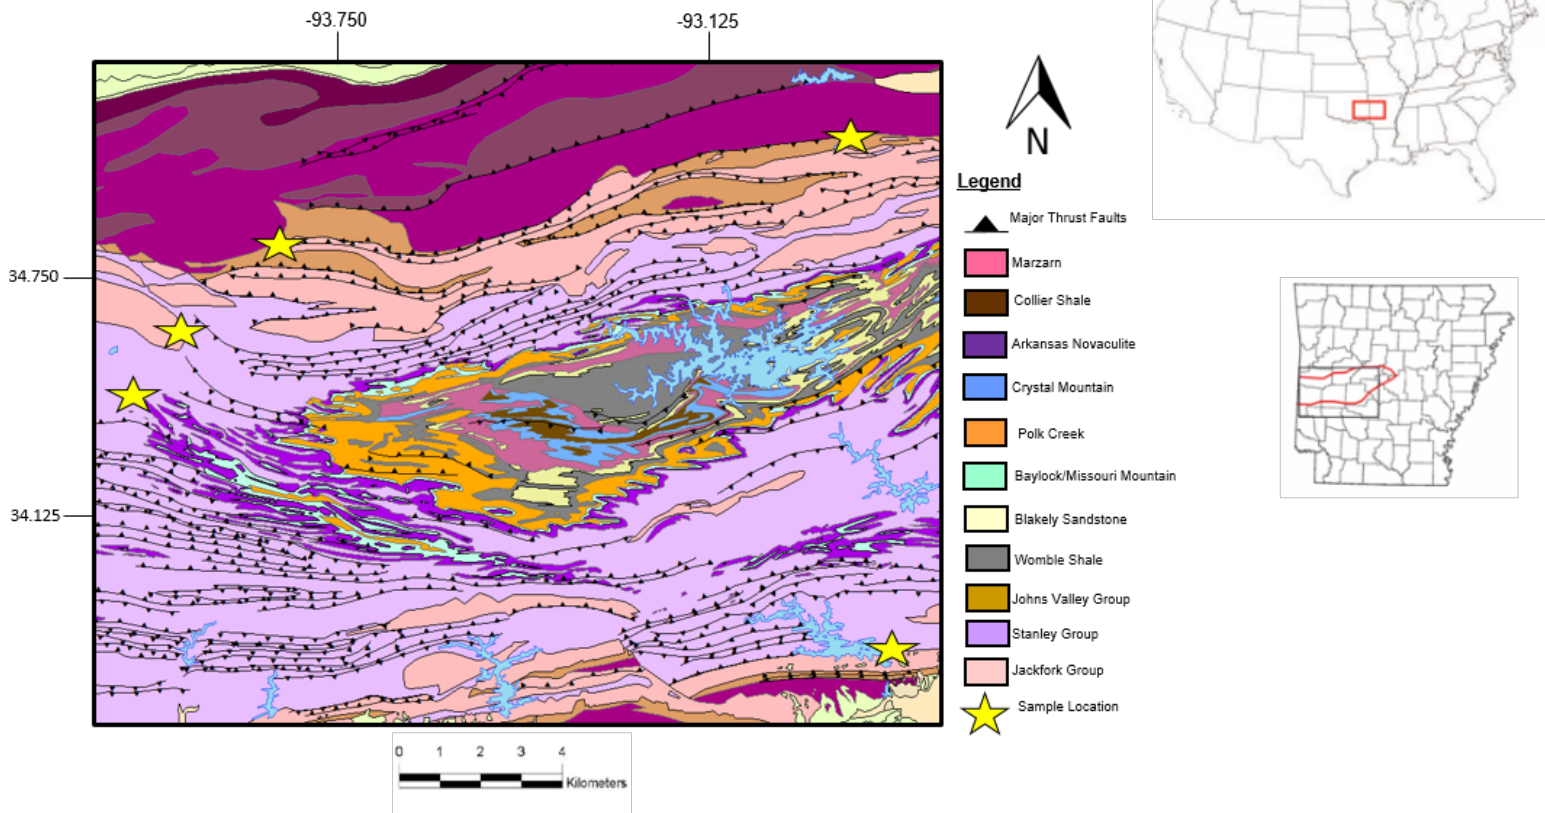 -93.750
-93.125
34.750
34.125
N
Legend
Major Thrust Faults
Marzarn
Collier Shale
Arkansas Novaculite
Crystal Mountain
Polk Creek
Baylock/Missouri Mountain
Blakely Sandstone
Womble Shale
Johns Valley Group
Stanley Group
Jackfork Group
Sample Location
0 1 2 3 4
Kilometers